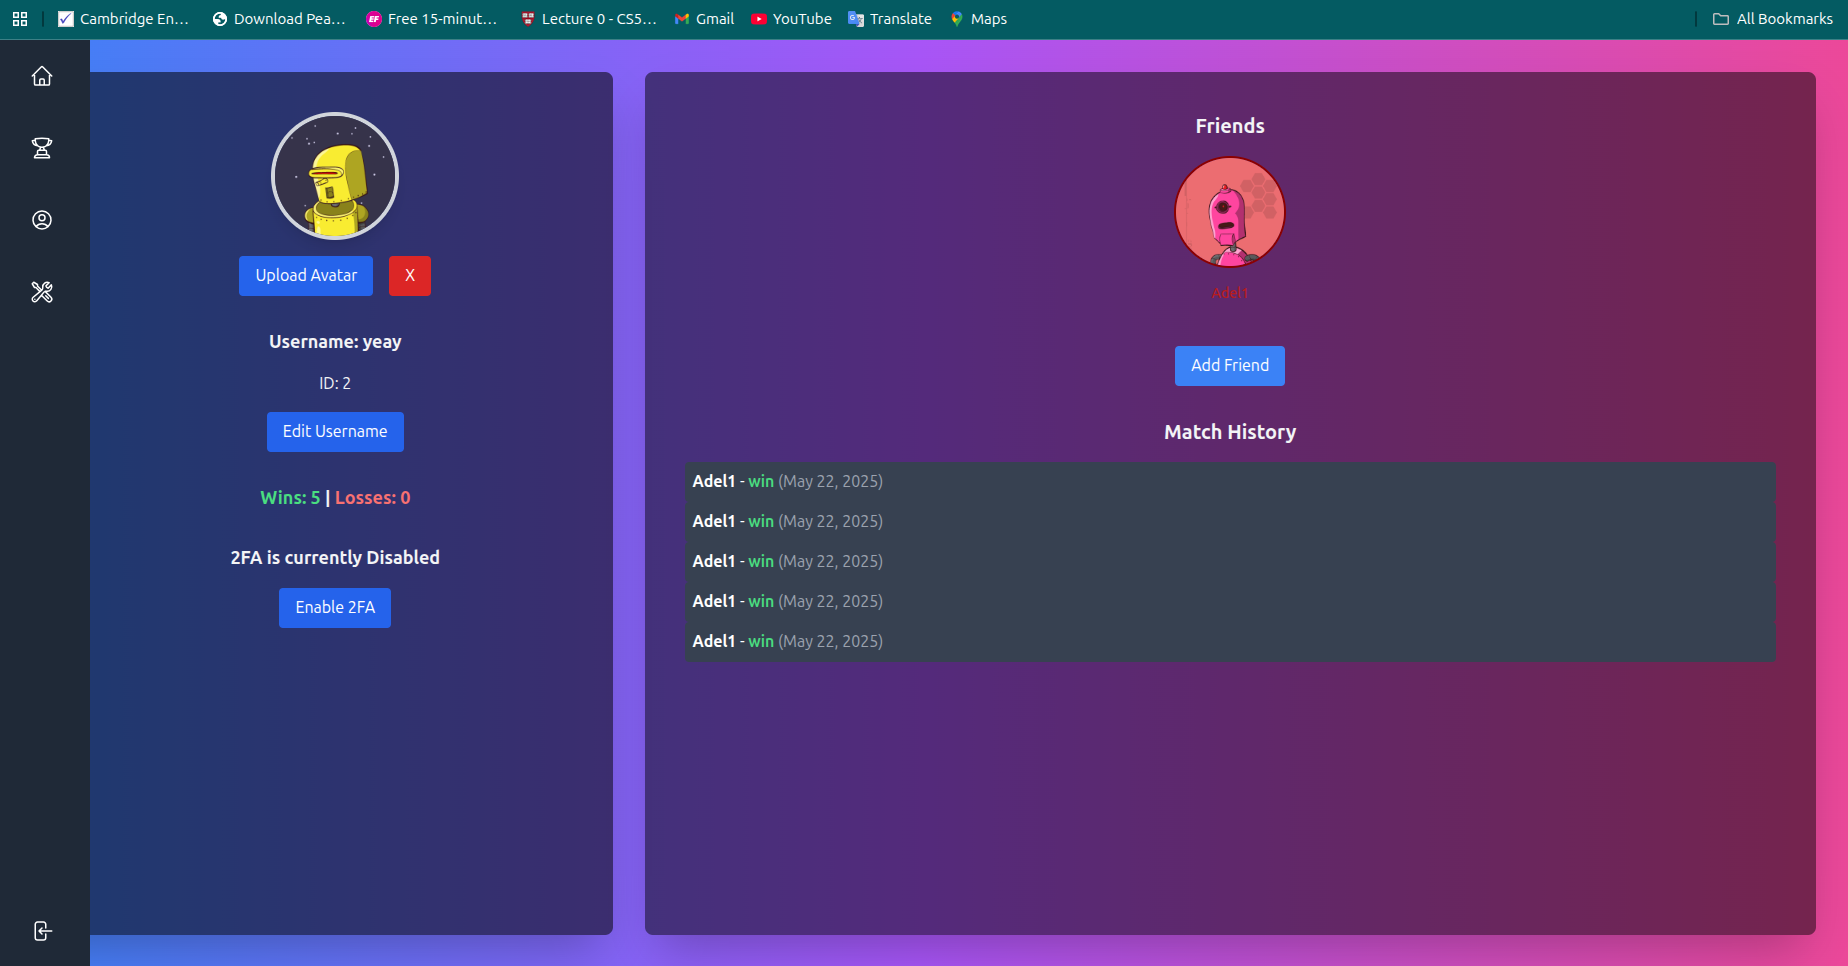 Cambridge En... Download Pea... Free 15-minut... Lecture 0 - CS5... Gmail YouTube Translate Maps All Bookmarks
Upload Avatar X
Username: yeay
ID: 2
Edit Username
Wins: 5 | Losses: 0
2FA is currently Disabled
Enable 2FA
Friends
Adel1
Add Friend
Match History
Adel1 - win (May 22, 2025)
Adel1 - win (May 22, 2025)
Adel1 - win (May 22, 2025)
Adel1 - win (May 22, 2025)
Adel1 - win (May 22, 2025)